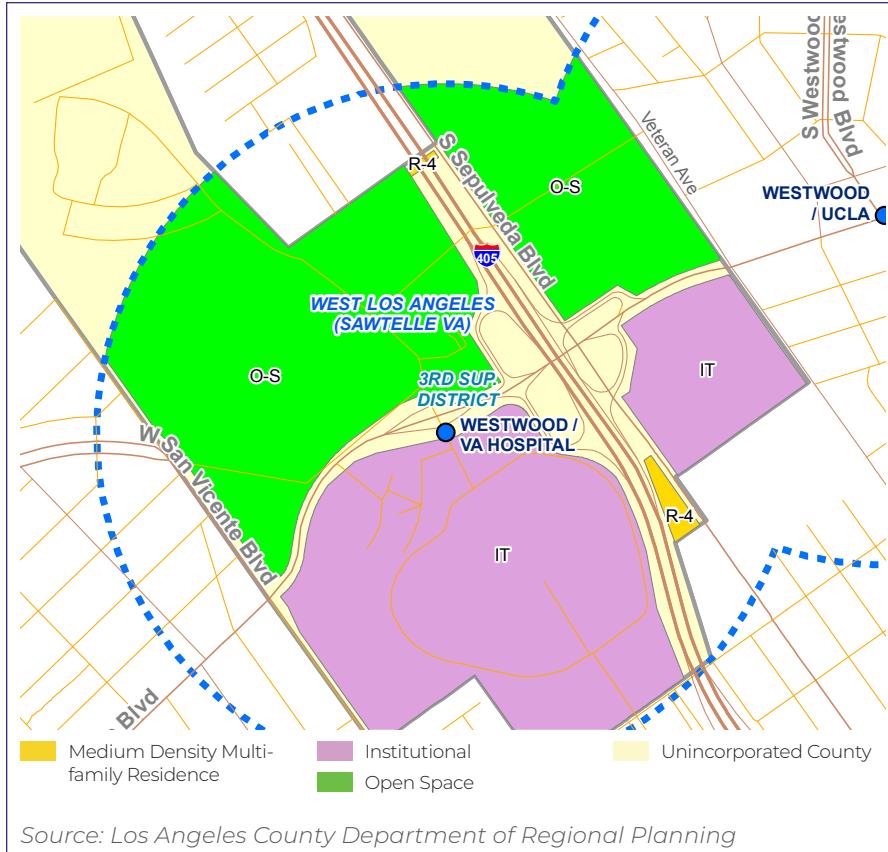 S Westwood
stwood Blvd
Veteran Ave
R-4
S Sepulveda Blvd
O-S
WESTWOOD
/ UCLA
405
WEST LOS ANGELES
(SAWTELLE VA)
O-S
3RD SUP.
DISTRICT
IT
WESTWOOD /
VA HOSPITAL
W San Vicente Blvd
R-4
IT
Blvd
Medium Density Multi-
family Residence
Institutional
Open Space
Unincorporated County
Source: Los Angeles County Department of Regional Planning